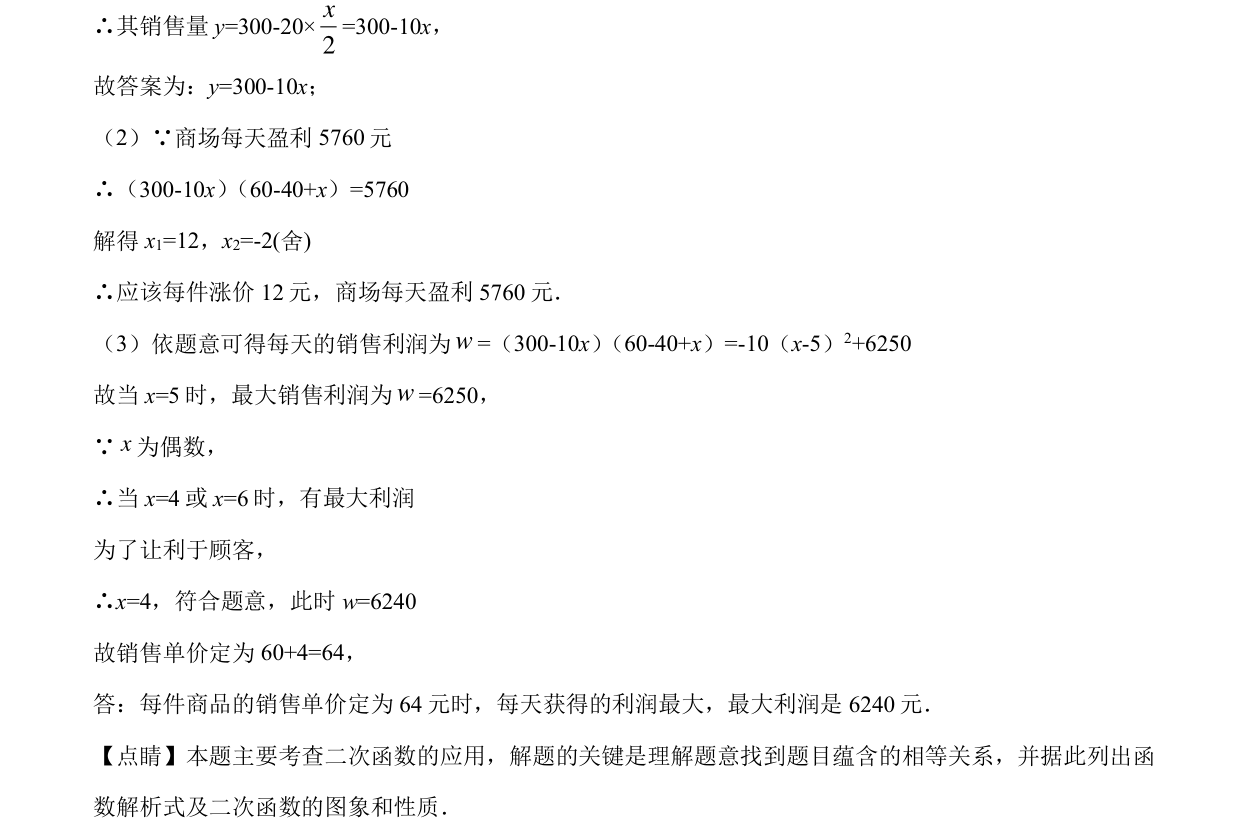 ∴其销售量 y=300-20×x/2=300-10x，
故答案为：y=300-10x；
（2）∵商场每天盈利 5760 元
∴（300-10x）（60-40+x）=5760
解得 x₁=12，x₂=-2(舍)
∴应该每件涨价 12 元，商场每天盈利 5760 元．
（3）依题意可得每天的销售利润为 w =（300-10x）（60-40+x）=-10（x-5）²+6250
故当 x=5 时，最大销售利润为 w =6250，
∵ x 为偶数，
∴当 x=4 或 x=6 时，有最大利润
为了让利于顾客，
∴x=4，符合题意，此时 w=6240
故销售单价定为 60+4=64，
答：每件商品的销售单价定为 64 元时，每天获得的利润最大，最大利润是 6240 元．
【点睛】本题主要考查二次函数的应用，解题的关键是理解题意找到题目蕴含的相等关系，并据此列出函
数解析式及二次函数的图象和性质．